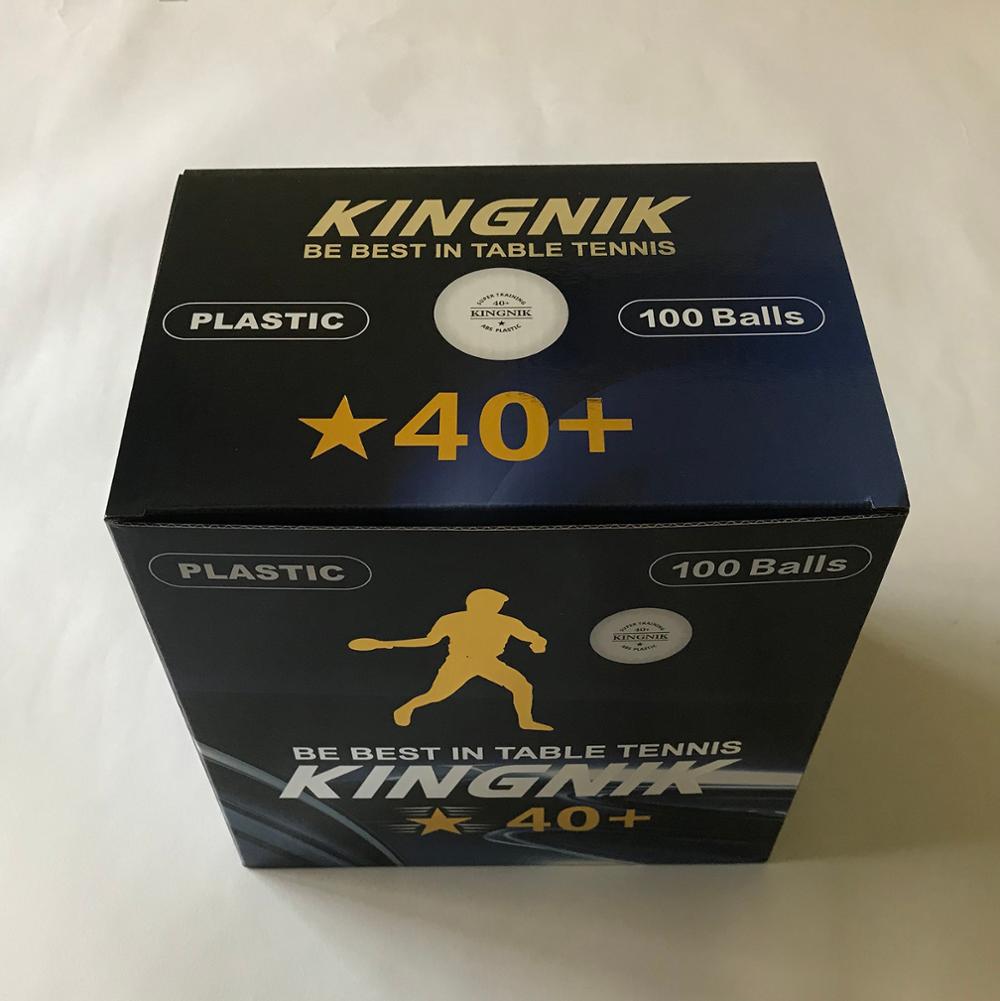 KINGNIK
BE BEST IN TABLE TENNIS
PLASTIC
SUPER TRAINING
40+
KINGNIK
★
ABS PLASTIC
100 Balls
★40+
PLASTIC
100 Balls
SUPER TRAINING
40+
KINGNIK
★
ABS PLASTIC
BE BEST IN TABLE TENNIS
KINGNIK
★ 40+